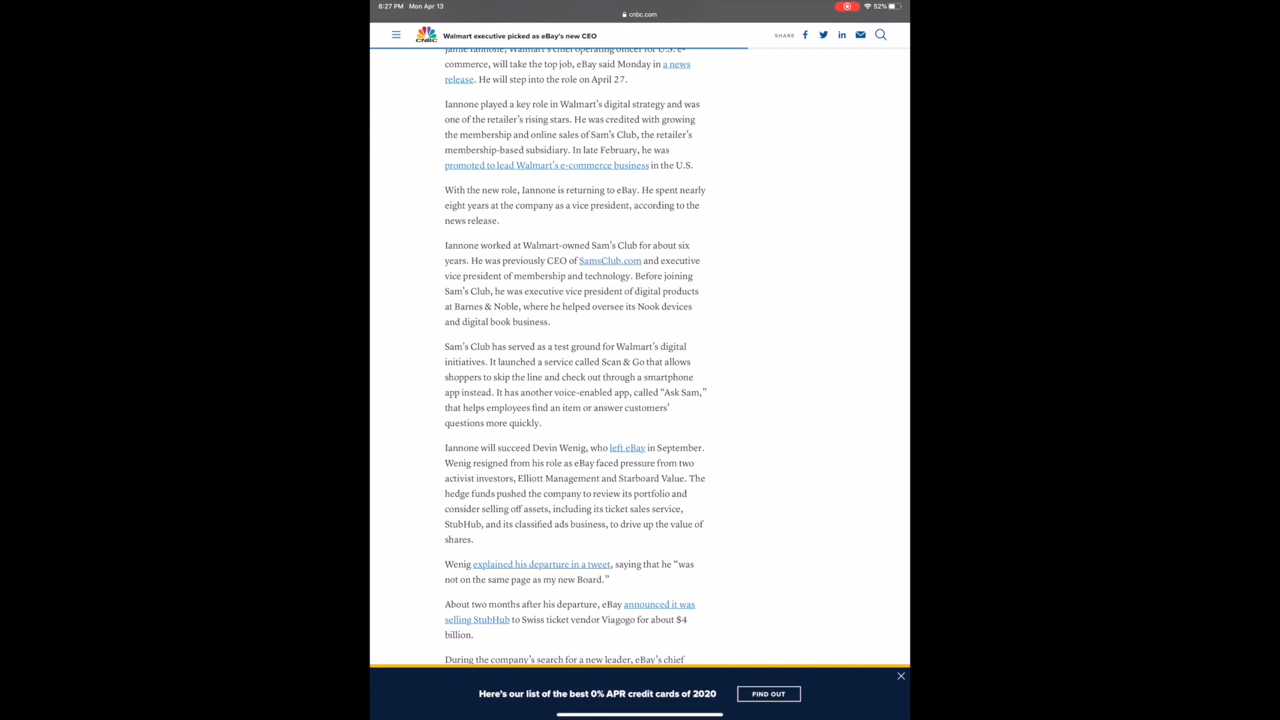 8:27 PM Mon Apr 13
52%
cnbc.com
CNBC
Walmart executive picked as eBay's new CEO
SHARE
Jamie Iannone, Walmart's chief operating officer for U.S. e-
commerce, will take the top job, eBay said Monday in a news
release. He will step into the role on April 27.
Iannone played a key role in Walmart's digital strategy and was
one of the retailer's rising stars. He was credited with growing
the membership and online sales of Sam's Club, the retailer's
membership-based subsidiary. In late February, he was
promoted to lead Walmart's e-commerce business in the U.S.
With the new role, Iannone is returning to eBay. He spent nearly
eight years at the company as a vice president, according to the
news release.
Iannone worked at Walmart-owned Sam's Club for about six
years. He was previously CEO of SamsClub.com and executive
vice president of membership and technology. Before joining
Sam's Club, he was executive vice president of digital products
at Barnes & Noble, where he helped oversee its Nook devices
and digital book business.
Sam's Club has served as a test ground for Walmart's digital
initiatives. It launched a service called Scan & Go that allows
shoppers to skip the line and check out through a smartphone
app instead. It has another voice-enabled app, called “Ask Sam,”
that helps employees find an item or answer customers'
questions more quickly.
Iannone will succeed Devin Wenig, who left eBay in September.
Wenig resigned from his role as eBay faced pressure from two
activist investors, Elliott Management and Starboard Value. The
hedge funds pushed the company to review its portfolio and
consider selling off assets, including its ticket sales service,
StubHub, and its classified ads business, to drive up the value of
shares.
Wenig explained his departure in a tweet, saying that he “was
not on the same page as my new Board.”
About two months after his departure, eBay announced it was
selling StubHub to Swiss ticket vendor Viagogo for about $4
billion.
During the company's search for a new leader, eBay's chief
Here's our list of the best 0% APR credit cards of 2020
FIND OUT